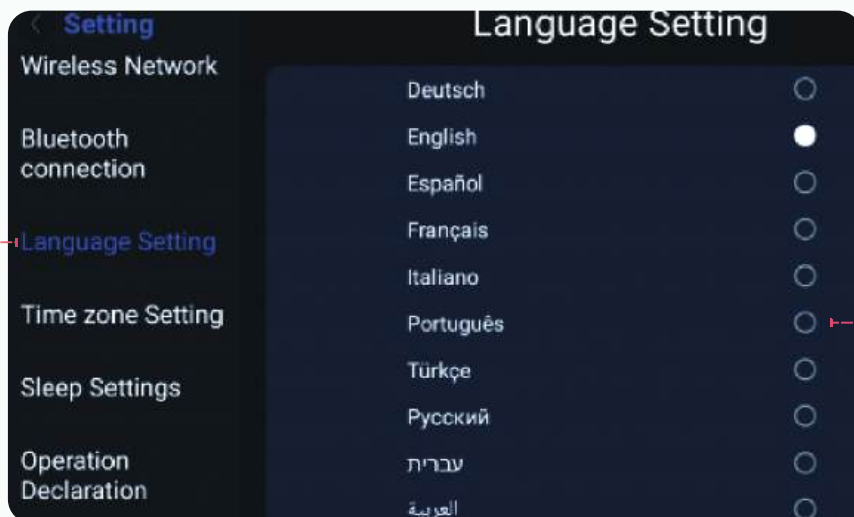 Setting
Wireless Network
Bluetooth
connection
Language Setting
Time zone Setting
Sleep Settings
Operation
Declaration
Language Setting
Deutsch
English
Español
Français
Italiano
Português
Türkçe
Русский
עברית
العربية